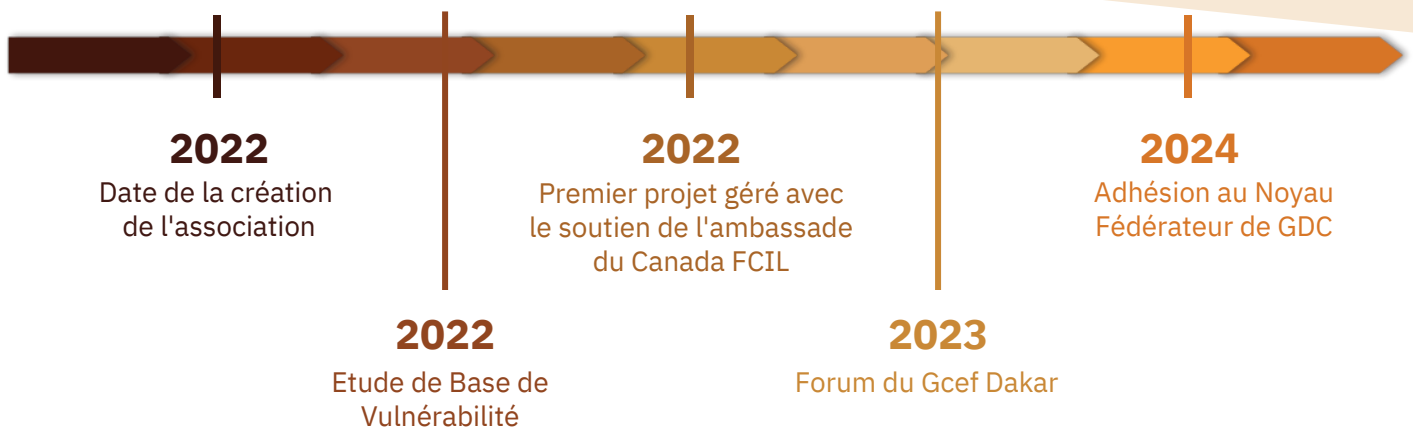 2022
Date de la création
de l'association
2022
Etude de Base de
Vulnérabilité
2022
Premier projet géré avec
le soutien de l'ambassade
du Canada FCIL
2023
Forum du Gcef Dakar
2024
Adhésion au Noyau
Fédérateur de GDC